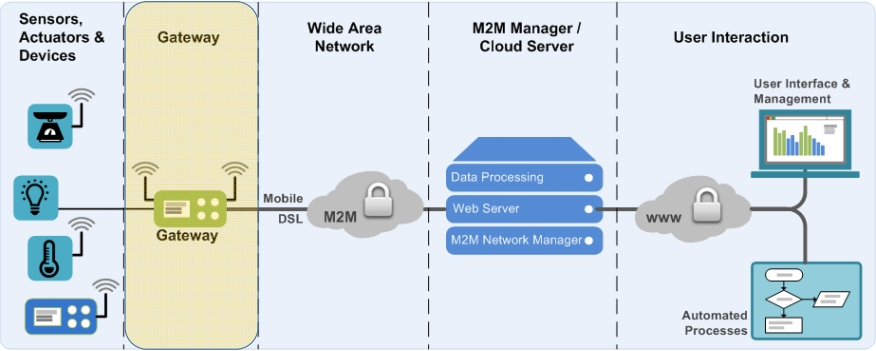 Sensors,
Actuators &
Devices
Gateway
Wide Area
Network
M2M Manager /
Cloud Server
User Interaction
User Interface &
Management
Data Processing
Mobile
DSL
M2M
Web Server
www
Gateway
M2M Network Manager
Automated
Processes